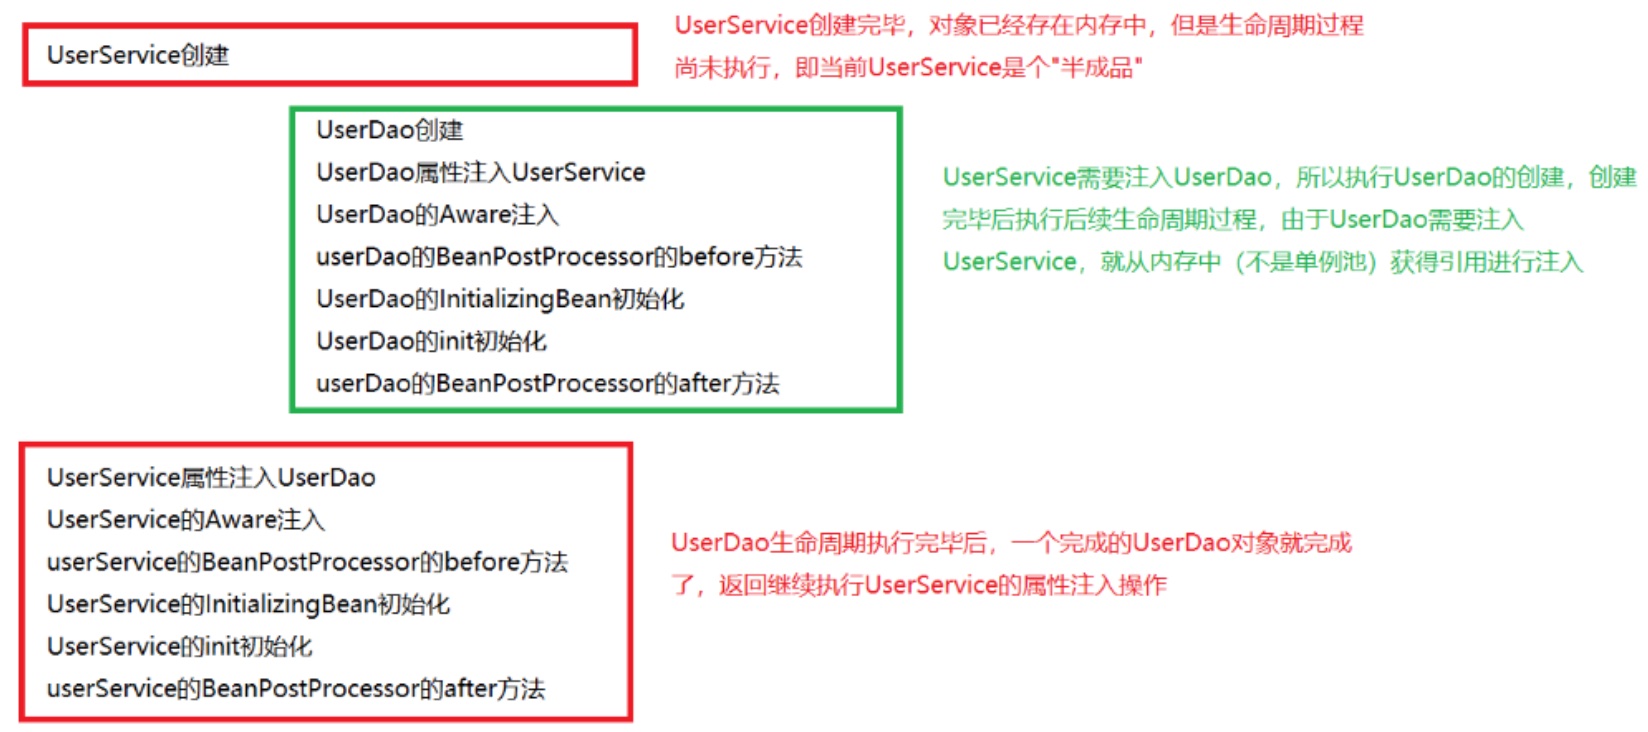 UserService创建
UserService创建完毕，对象已经存在内存中，但是生命周期过程
尚未执行，即当前UserService是个"半成品"
UserDao创建
UserDao属性注入UserService
UserDao的Aware注入
userDao的BeanPostProcessor的before方法
UserDao的InitializingBean初始化
UserDao的init初始化
userDao的BeanPostProcessor的after方法
UserService需要注入UserDao，所以执行UserDao的创建，创建
完毕后执行后续生命周期过程，由于UserDao需要注入
UserService，就从内存中（不是单例池）获得引用进行注入
UserService属性注入UserDao
UserService的Aware注入
userService的BeanPostProcessor的before方法
UserService的InitializingBean初始化
UserService的init初始化
userService的BeanPostProcessor的after方法
UserDao生命周期执行完毕后，一个完成的UserDao对象就完成
了，返回继续执行UserService的属性注入操作